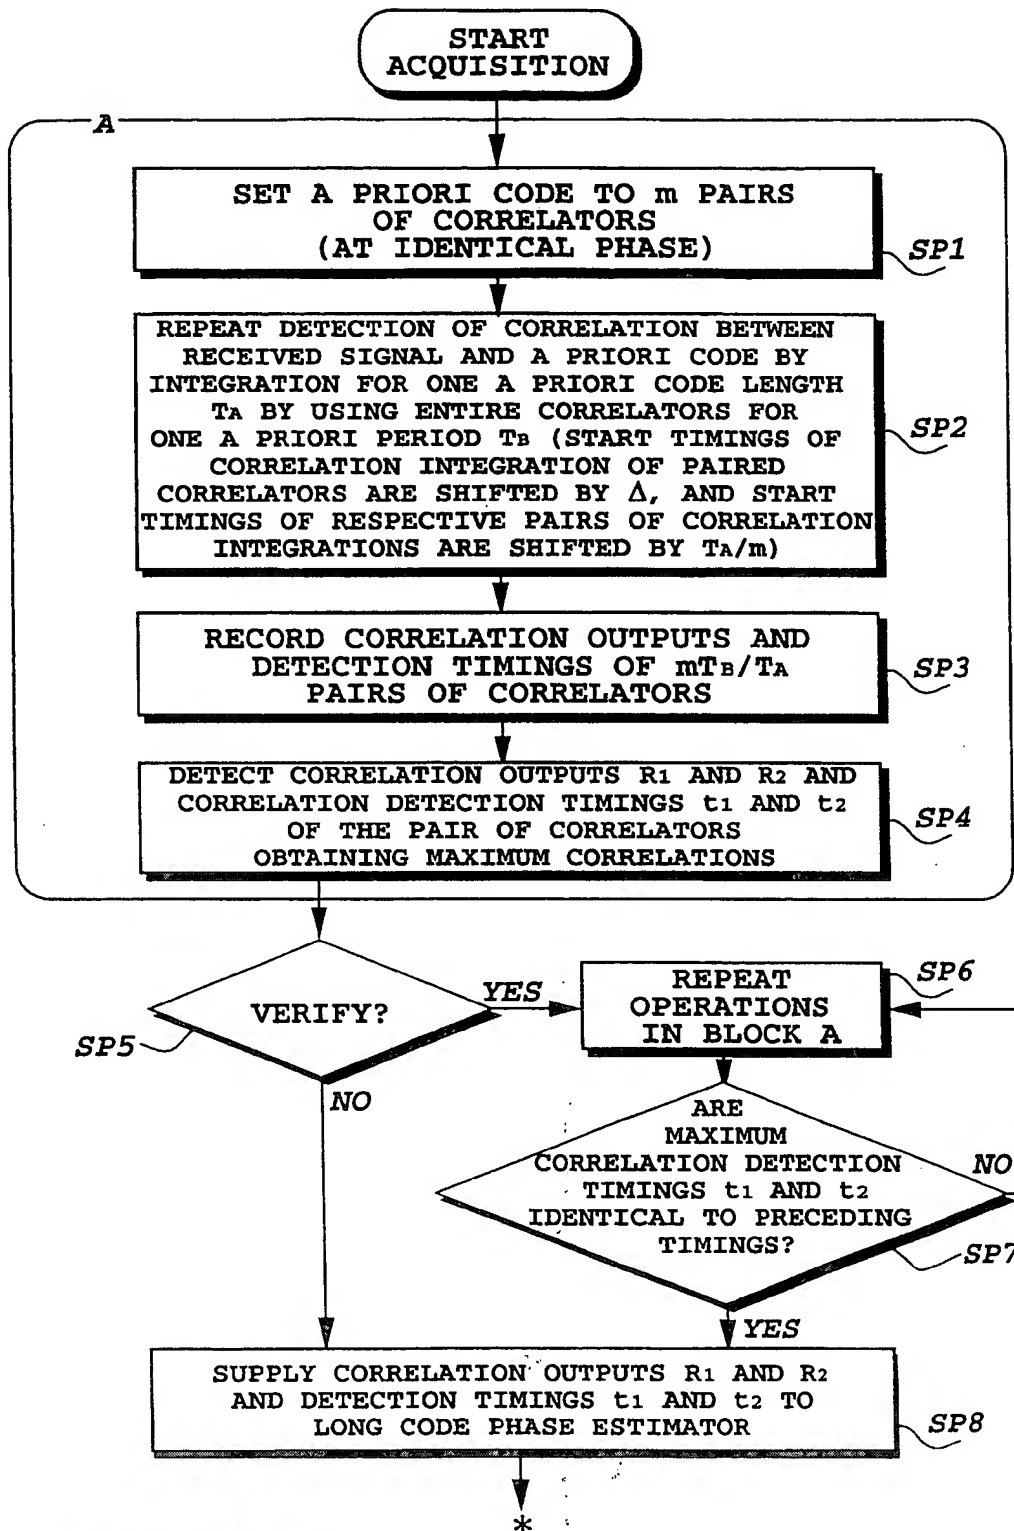 START
ACQUISITION
A
SET A PRIORI CODE TO m PAIRS
OF CORRELATORS
(AT IDENTICAL PHASE)
SP1
REPEAT DETECTION OF CORRELATION BETWEEN
RECEIVED SIGNAL AND A PRIORI CODE BY
INTEGRATION FOR ONE A PRIORI CODE LENGTH
TA BY USING ENTIRE CORRELATORS FOR
ONE A PRIORI PERIOD TB (START TIMINGS OF
CORRELATION INTEGRATION OF PAIRED
CORRELATORS ARE SHIFTED BY Δ, AND START
TIMINGS OF RESPECTIVE PAIRS OF CORRELATION
INTEGRATIONS ARE SHIFTED BY TA/m)
SP2
RECORD CORRELATION OUTPUTS AND
DETECTION TIMINGS OF mTB/TA
PAIRS OF CORRELATORS
SP3
DETECT CORRELATION OUTPUTS R1 AND R2 AND
CORRELATION DETECTION TIMINGS t1 AND t2
OF THE PAIR OF CORRELATORS
OBTAINING MAXIMUM CORRELATIONS
SP4
VERIFY?
SP5
YES
NO
REPEAT
OPERATIONS
IN BLOCK A
SP6
ARE
MAXIMUM
CORRELATION DETECTION
TIMINGS t1 AND t2
IDENTICAL TO PRECEDING
TIMINGS?
NO
SP7
YES
SUPPLY CORRELATION OUTPUTS R1 AND R2
AND DETECTION TIMINGS t1 AND t2 TO
LONG CODE PHASE ESTIMATOR
SP8
*